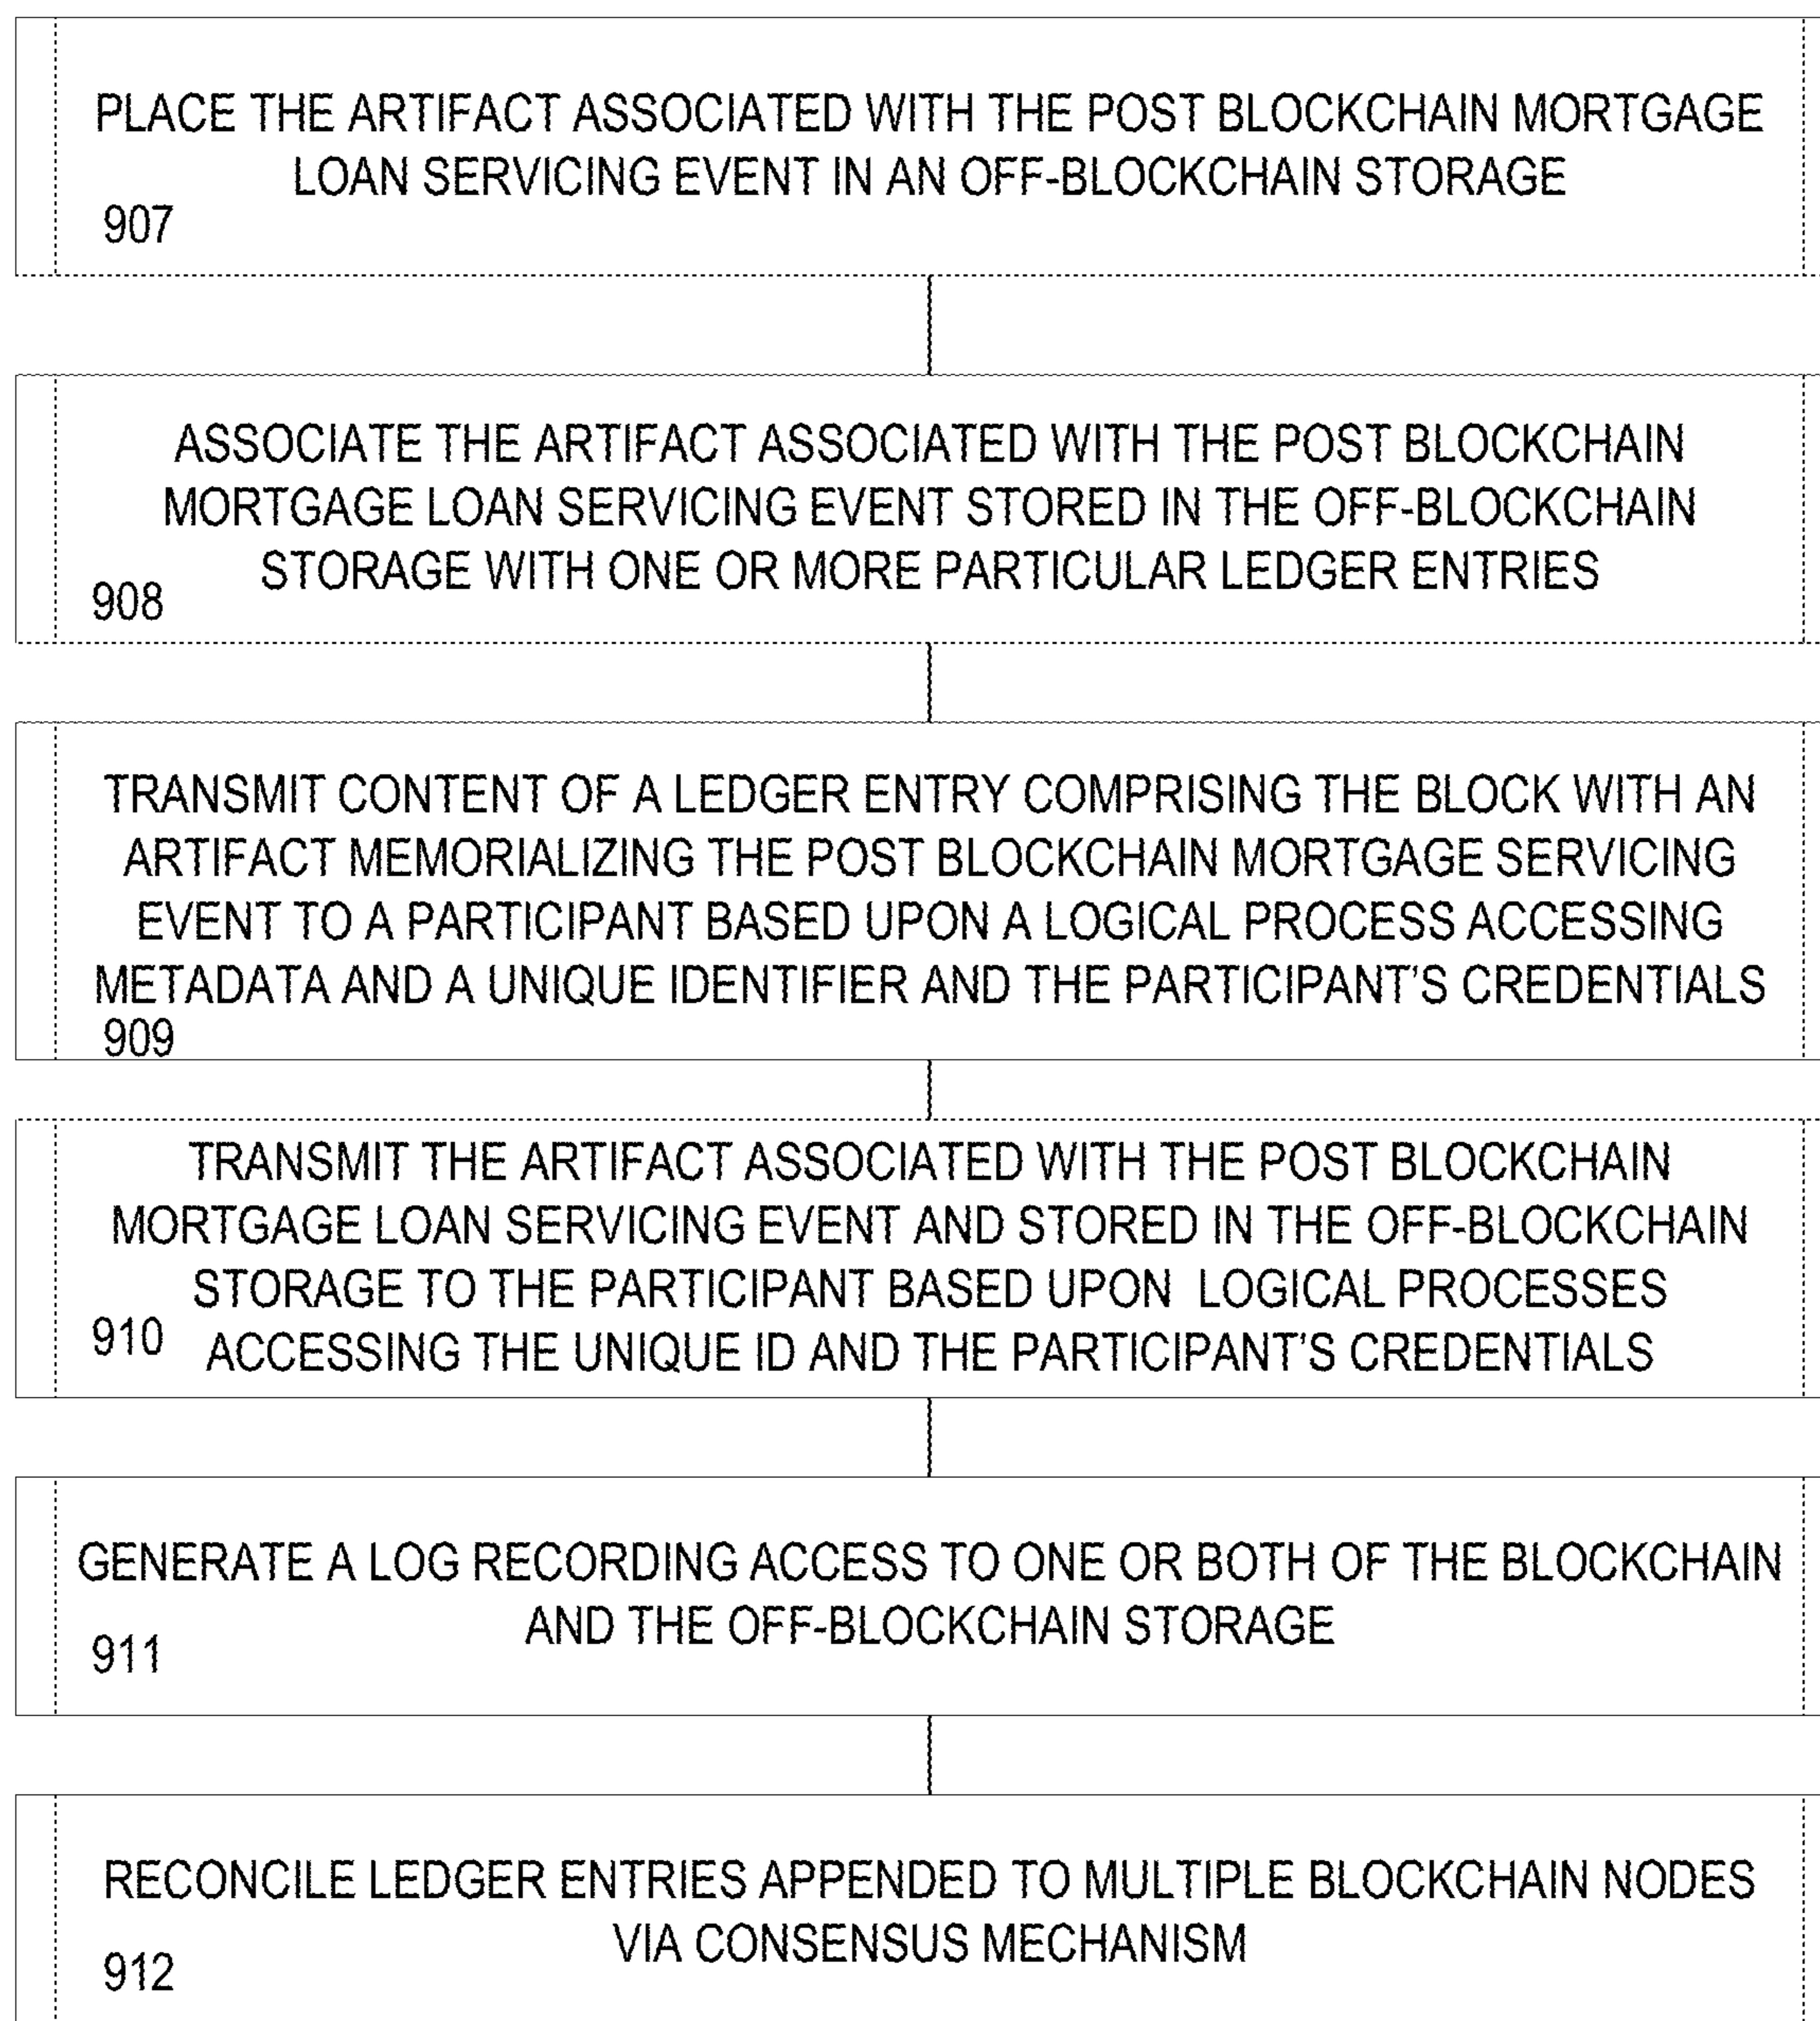 PLACE THE ARTIFACT ASSOCIATED WITH THE POST BLOCKCHAIN MORTGAGE
LOAN SERVICING EVENT IN AN OFF-BLOCKCHAIN STORAGE
907
ASSOCIATE THE ARTIFACT ASSOCIATED WITH THE POST BLOCKCHAIN
MORTGAGE LOAN SERVICING EVENT STORED IN THE OFF-BLOCKCHAIN
STORAGE WITH ONE OR MORE PARTICULAR LEDGER ENTRIES
908
TRANSMIT CONTENT OF A LEDGER ENTRY COMPRISING THE BLOCK WITH AN
ARTIFACT MEMORIALIZING THE POST BLOCKCHAIN MORTGAGE SERVICING
EVENT TO A PARTICIPANT BASED UPON A LOGICAL PROCESS ACCESSING
METADATA AND A UNIQUE IDENTIFIER AND THE PARTICIPANT'S CREDENTIALS
909
TRANSMIT THE ARTIFACT ASSOCIATED WITH THE POST BLOCKCHAIN
MORTGAGE LOAN SERVICING EVENT AND STORED IN THE OFF-BLOCKCHAIN
STORAGE TO THE PARTICIPANT BASED UPON LOGICAL PROCESSES
910 ACCESSING THE UNIQUE ID AND THE PARTICIPANT'S CREDENTIALS
GENERATE A LOG RECORDING ACCESS TO ONE OR BOTH OF THE BLOCKCHAIN
AND THE OFF-BLOCKCHAIN STORAGE
911
RECONCILE LEDGER ENTRIES APPENDED TO MULTIPLE BLOCKCHAIN NODES
VIA CONSENSUS MECHANISM
912